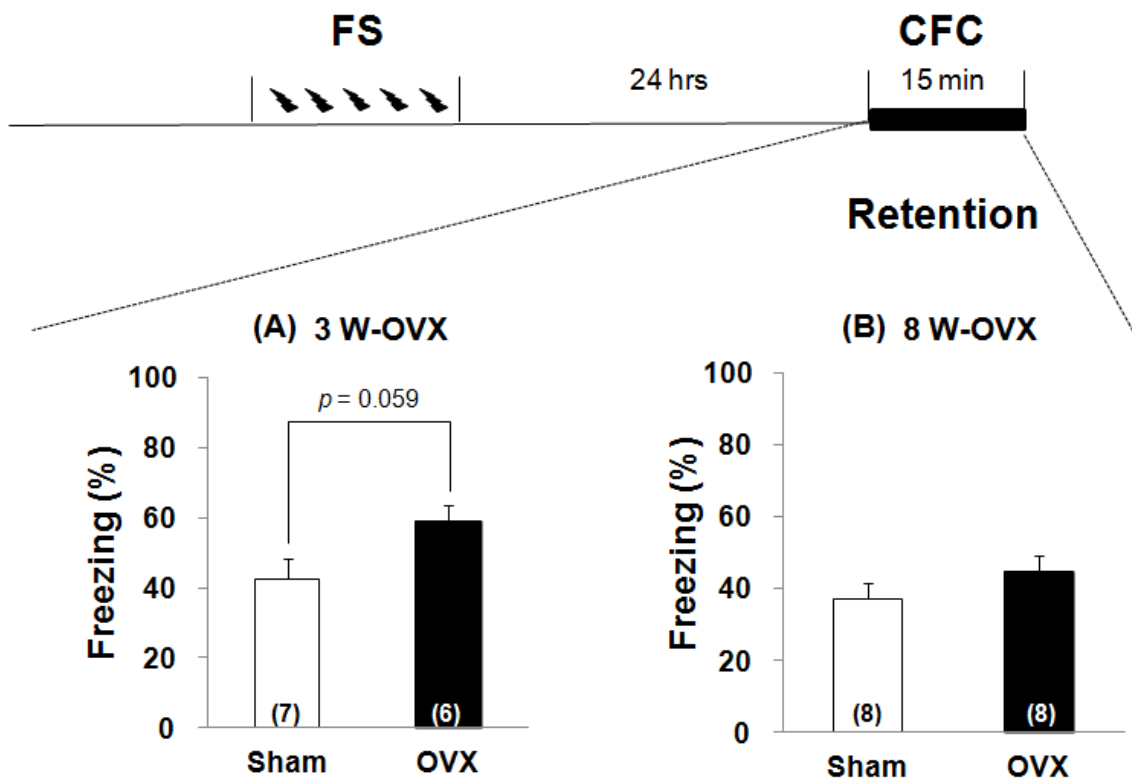 FS
CFC
24 hrs
15 min
Retention
(A) 3 W-OVX
(B) 8 W-OVX
100
80
60
40
20
0
Freezing (%)
p = 0.059
(7)
(6)
Sham
OVX
100
80
60
40
20
0
Freezing (%)
(8)
(8)
Sham
OVX